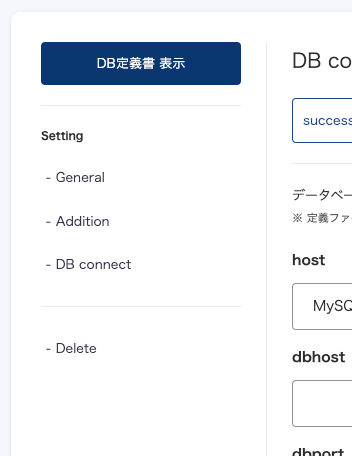 DB定義書 表示
Setting
- General
- Addition
- DB connect
- Delete
DB co
success
データベー
※ 定義ファ
host
MySQ
dbhost
dbport